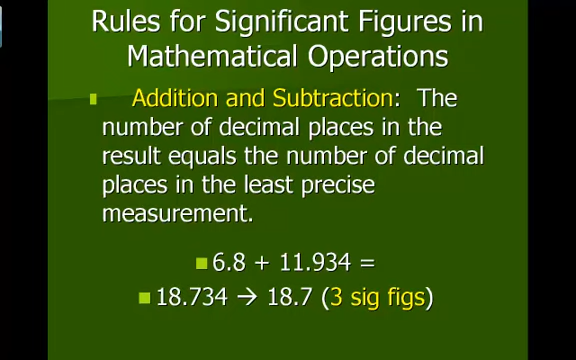 Rules for Significant Figures in
Mathematical Operations
Addition and Subtraction: The
number of decimal places in the
result equals the number of decimal
places in the least precise
measurement.
6.8 + 11.934 =
18.734 → 18.7 (3 sig figs)